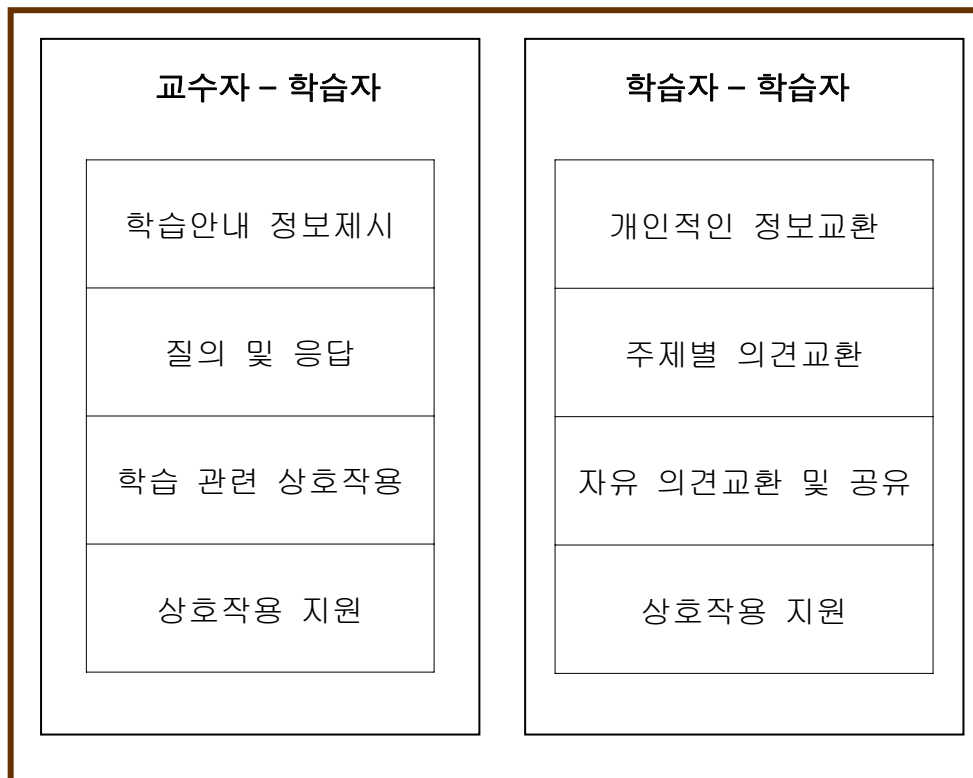 교수자 – 학습자
학습안내 정보제시
질의 및 응답
학습 관련 상호작용
상호작용 지원
학습자 – 학습자
개인적인 정보교환
주제별 의견교환
자유 의견교환 및 공유
상호작용 지원